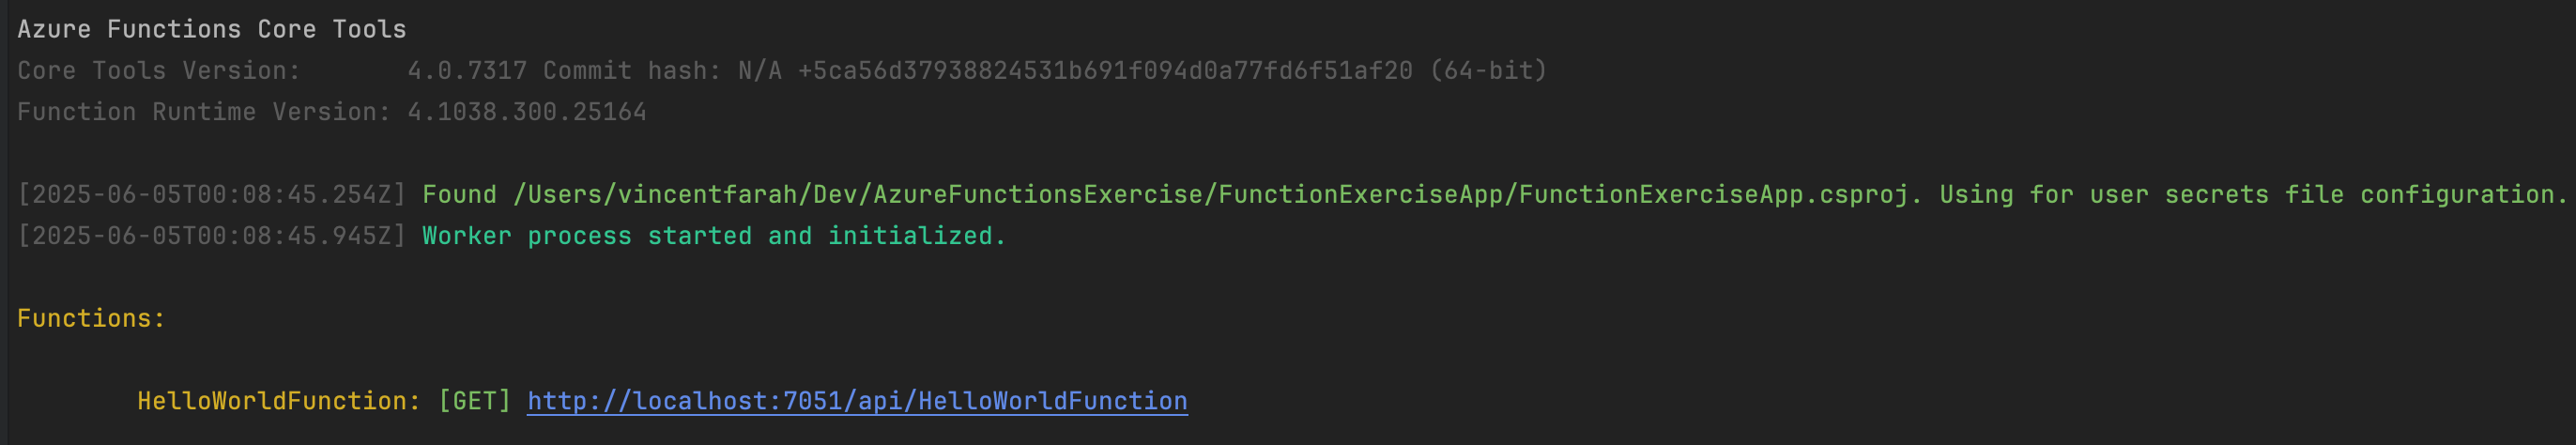 Azure Functions Core Tools
Core Tools Version:       4.0.7317 Commit hash: N/A +5ca56d37938824531b691f094d0a77fd6f51af20 (64-bit)
Function Runtime Version: 4.1038.300.25164
[2025-06-05T00:08:45.254Z] Found /Users/vincentfarah/Dev/AzureFunctionsExercise/FunctionExerciseApp/FunctionExerciseApp.csproj. Using for user secrets file configuration.
[2025-06-05T00:08:45.945Z] Worker process started and initialized.
Functions:
HelloWorldFunction: [GET] http://localhost:7051/api/HelloWorldFunction